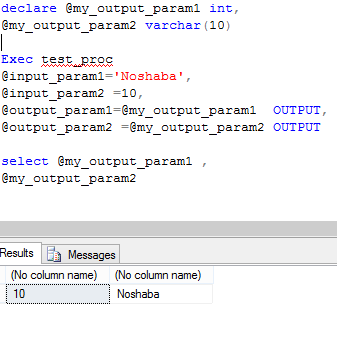 declare @my_output_param1 int,
@my_output_param2 varchar(10)
Exec test_proc
@input_param1='Noshaba',
@input_param2 =10,
@output_param1=@my_output_param1 OUTPUT,
@output_param2 =@my_output_param2 OUTPUT
select @my_output_param1 ,
@my_output_param2
Results Messages
(No column name) (No column name)
10 Noshaba